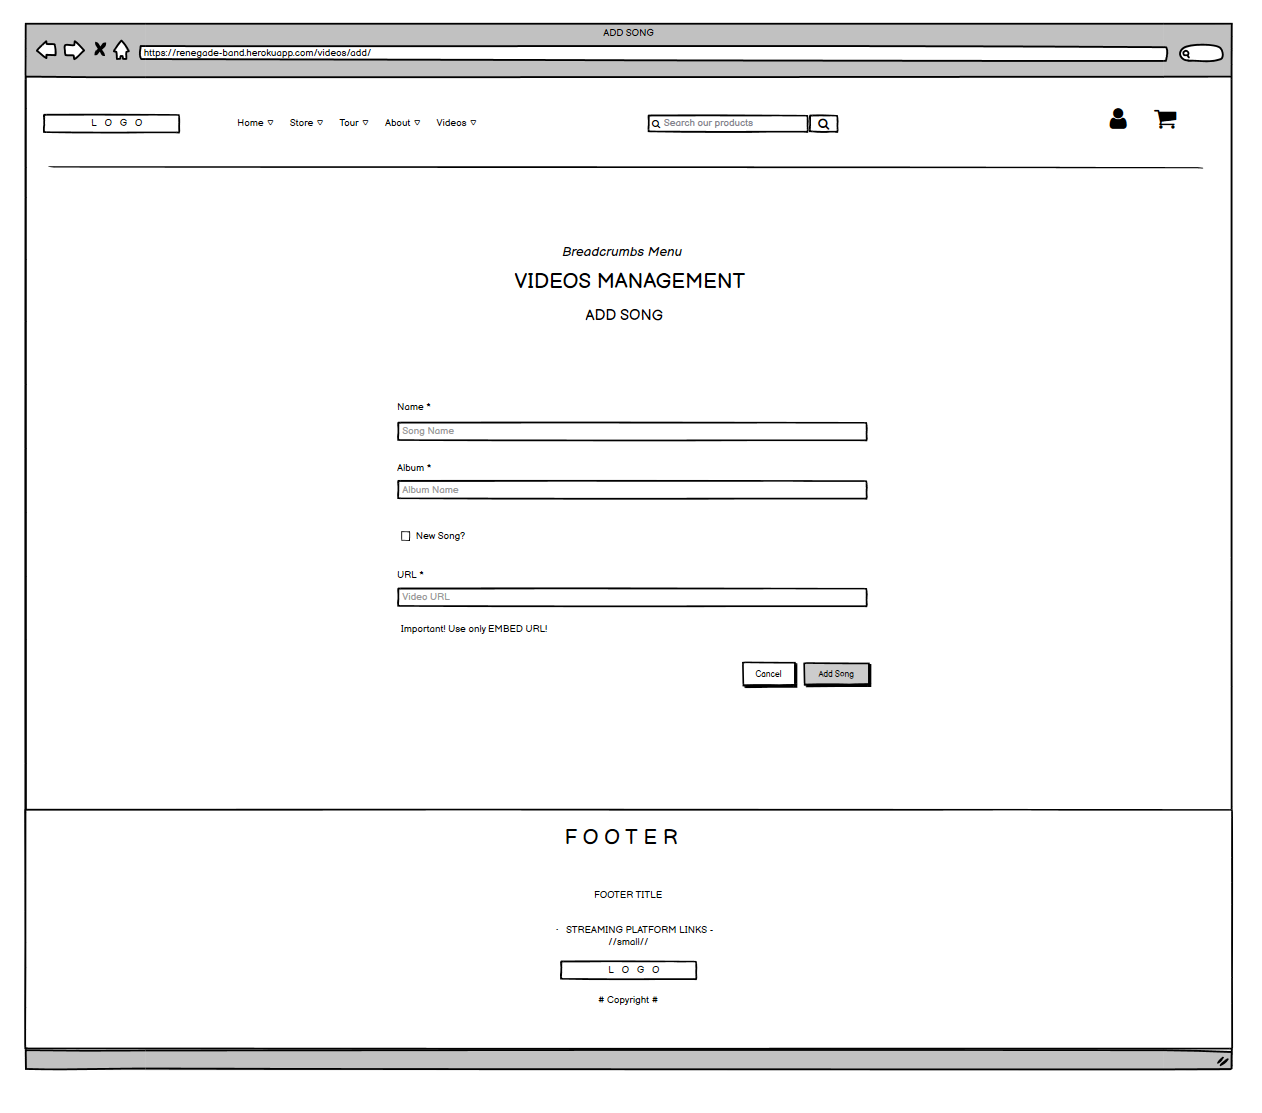 ADD SONG
https://renegade-band.herokuapp.com/videos/add/
L O G O
Home Store Tour About Videos
Search our products
Breadcrumbs Menu
VIDEOS MANAGEMENT
ADD SONG
Name *
Song Name
Album *
Album Name
New Song?
URL *
Video URL
Important! Use only EMBED URL!
Cancel Add Song
FOOTER
FOOTER TITLE
· STREAMING PLATFORM LINKS -
//small//
L O G O
# Copyright #